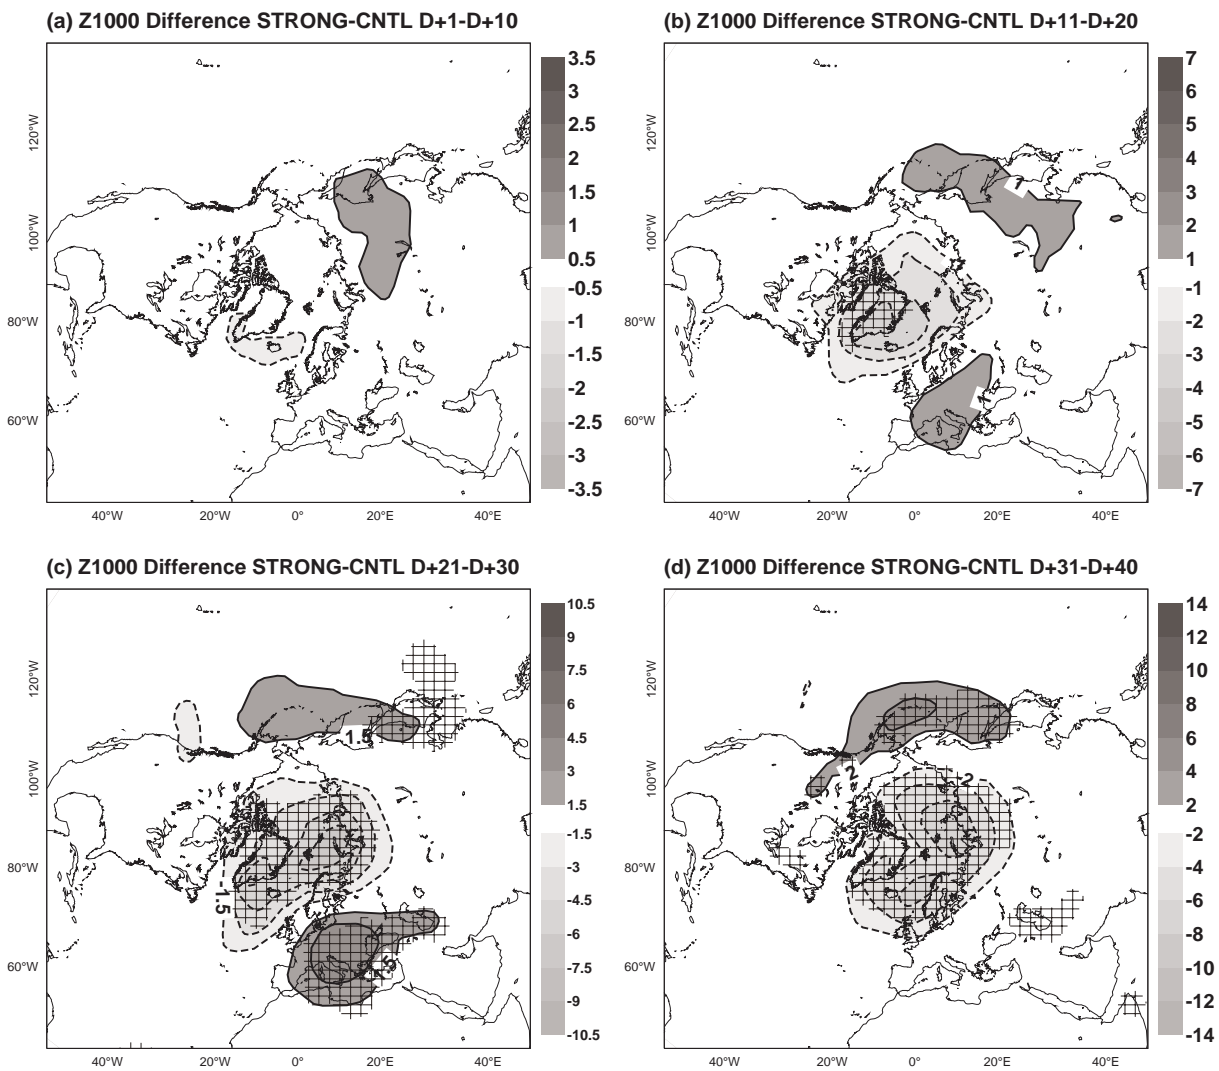 (a) Z1000 Difference STRONG-CNTL D+1-D+10
120°W
100°W
80°W
60°W
40°W
20°W
0°
20°E
40°E
3.5
3
2.5
2
1.5
1
0.5
-0.5
-1
-1.5
-2
-2.5
-3
-3.5
(b) Z1000 Difference STRONG-CNTL D+11-D+20
120°W
100°W
80°W
60°W
40°W
20°W
0°
20°E
40°E
1
1
7
6
5
4
3
2
1
-1
-2
-3
-4
-5
-6
-7
(c) Z1000 Difference STRONG-CNTL D+21-D+30
120°W
100°W
80°W
60°W
40°W
20°W
0°
20°E
40°E
1.5
-1.5
1.5
10.5
9
7.5
6
4.5
3
1.5
-1.5
-3
-4.5
-6
-7.5
-9
-10.5
(d) Z1000 Difference STRONG-CNTL D+31-D+40
120°W
100°W
80°W
60°W
40°W
20°W
0°
20°E
40°E
2
-2
14
12
10
8
6
4
2
-2
-4
-6
-8
-10
-12
-14